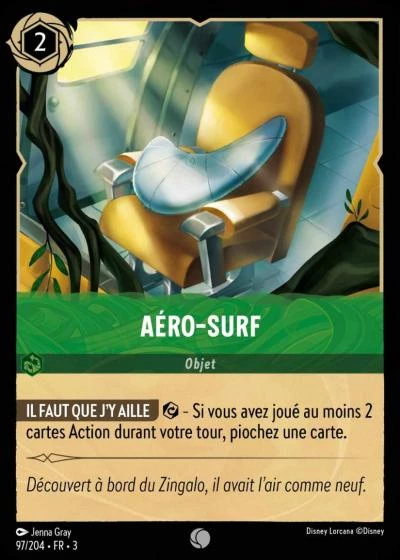 2
AÉRO-SURF
Objet
IL FAUT QUE J'Y AILLE - Si vous avez joué au moins 2
cartes Action durant votre tour, piochez une carte.
Découvert à bord du Zingalo, il avait l'air comme neuf.
Jenna Gray
Disney Lorcana ©Disney
97/204 • FR • 3